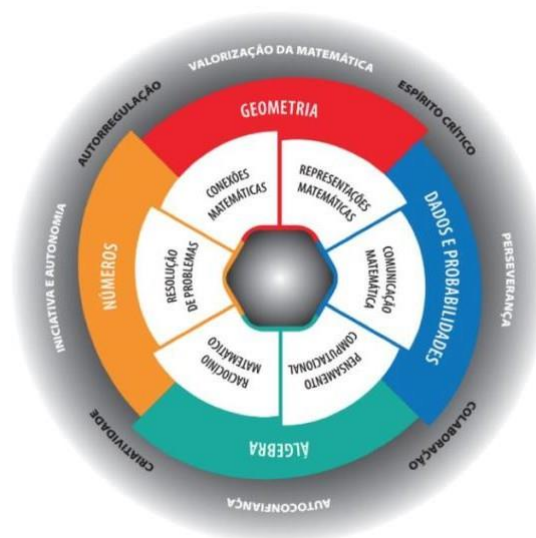 VALORIZAÇÃO DA MATEMÁTICA
ESPÍRITO CRÍTICO
PERSEVERANÇA
COLABORAÇÃO
AUTOCONFIANÇA
CRIATIVIDADE
INICIATIVA E AUTONOMIA
AUTORREGULAÇÃO
GEOMETRIA
DADOS E PROBABILIDADES
ÁLGEBRA
NÚMEROS
CONEXÕES
MATEMÁTICAS
REPRESENTAÇÕES
MATEMÁTICAS
COMUNICAÇÃO
MATEMÁTICA
PENSAMENTO
COMPUTACIONAL
RACIOCÍNIO
MATEMÁTICO
RESOLUÇÃO
DE PROBLEMAS